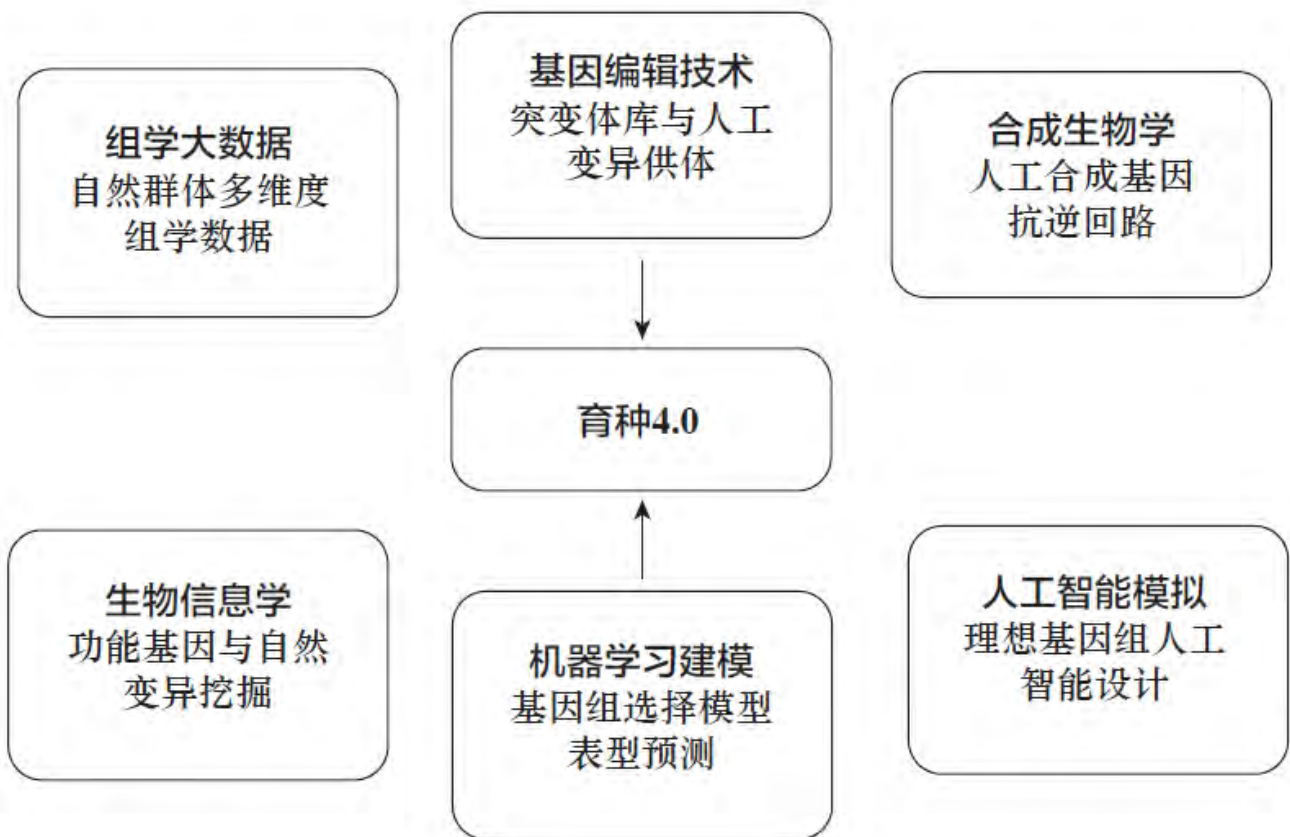 组学大数据
自然群体多维度
组学数据
基因编辑技术
突变体库与人工
变异供体
合成生物学
人工合成基因
抗逆回路
育种4.0
生物信息学
功能基因与自然
变异挖掘
机器学习建模
基因组选择模型
表型预测
人工智能模拟
理想基因组人工
智能设计